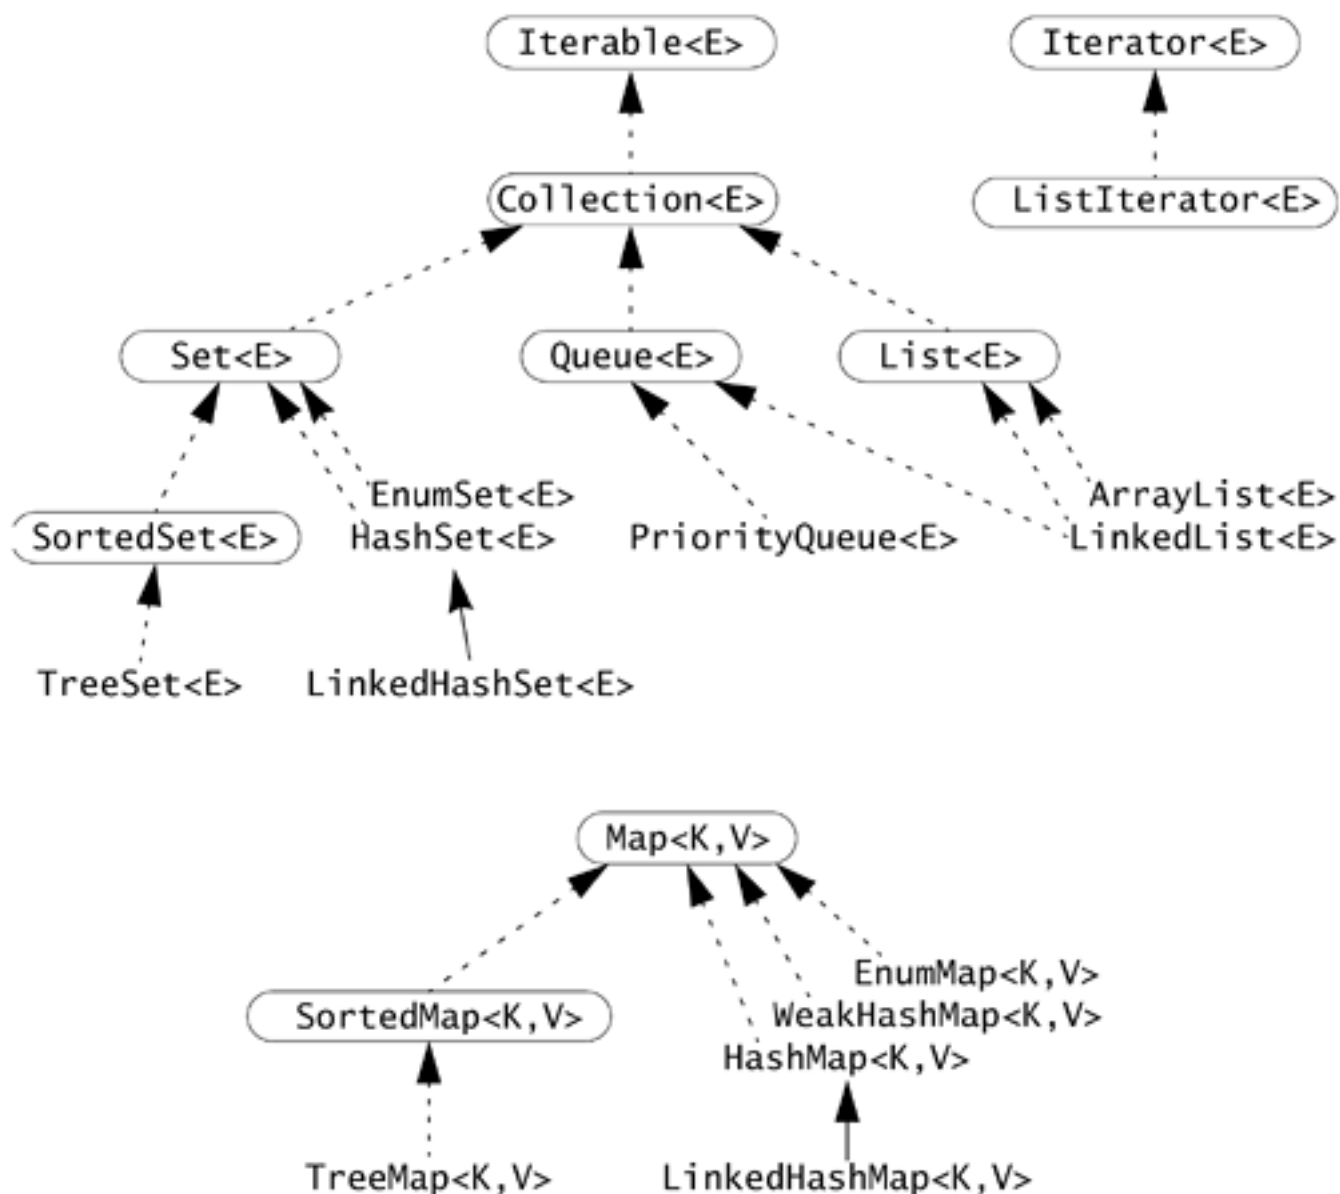 Iterable<E>
Iterator<E>
Collection<E>
ListIterator<E>
Set<E>
Queue<E>
List<E>
EnumSet<E>
ArrayList<E>
SortedSet<E>
HashSet<E>
PriorityQueue<E>
LinkedList<E>
TreeSet<E>
LinkedHashSet<E>
Map<K,V>
EnumMap<K,V>
SortedMap<K,V>
WeakHashMap<K,V>
HashMap<K,V>
TreeMap<K,V>
LinkedHashMap<K,V>